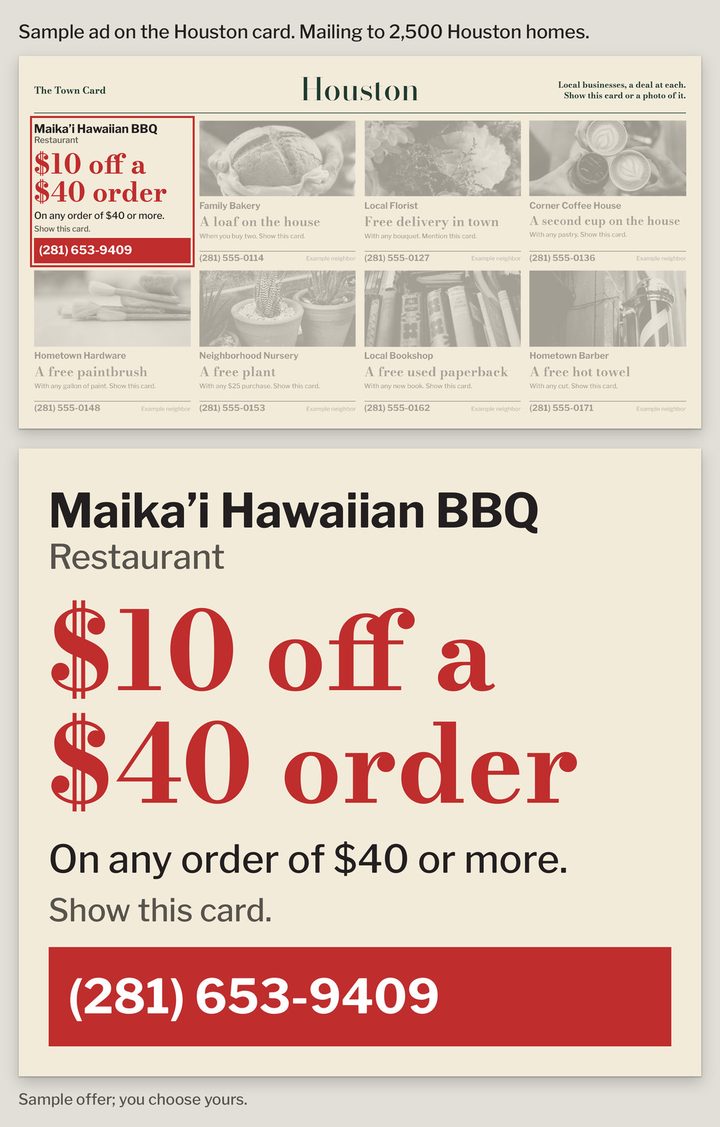 Sample ad on the Houston card. Mailing to 2,500 Houston homes.
The Town Card
Houston
Local businesses, a deal at each.
Show this card or a photo of it.
Maika’i Hawaiian BBQ
Restaurant
$10 off a
$40 order
On any order of $40 or more.
Show this card.
(281) 653-9409
Family Bakery
A loaf on the house
When you buy two. Show this card.
(281) 555-0114
Example neighbor
Local Florist
Free delivery in town
With any bouquet. Mention this card.
(281) 555-0127
Example neighbor
Corner Coffee House
A second cup on the house
With any pastry. Show this card.
(281) 555-0136
Example neighbor
Hometown Hardware
A free paintbrush
With any gallon of paint. Show this card.
(281) 555-0148
Example neighbor
Neighborhood Nursery
A free plant
With any $25 purchase. Show this card.
(281) 555-0153
Example neighbor
Local Bookshop
A free used paperback
With any new book. Show this card.
(281) 555-0162
Example neighbor
Hometown Barber
A free hot towel
With any cut. Show this card.
(281) 555-0171
Example neighbor
Maika’i Hawaiian BBQ
Restaurant
$10 off a
$40 order
On any order of $40 or more.
Show this card.
(281) 653-9409
Sample offer; you choose yours.